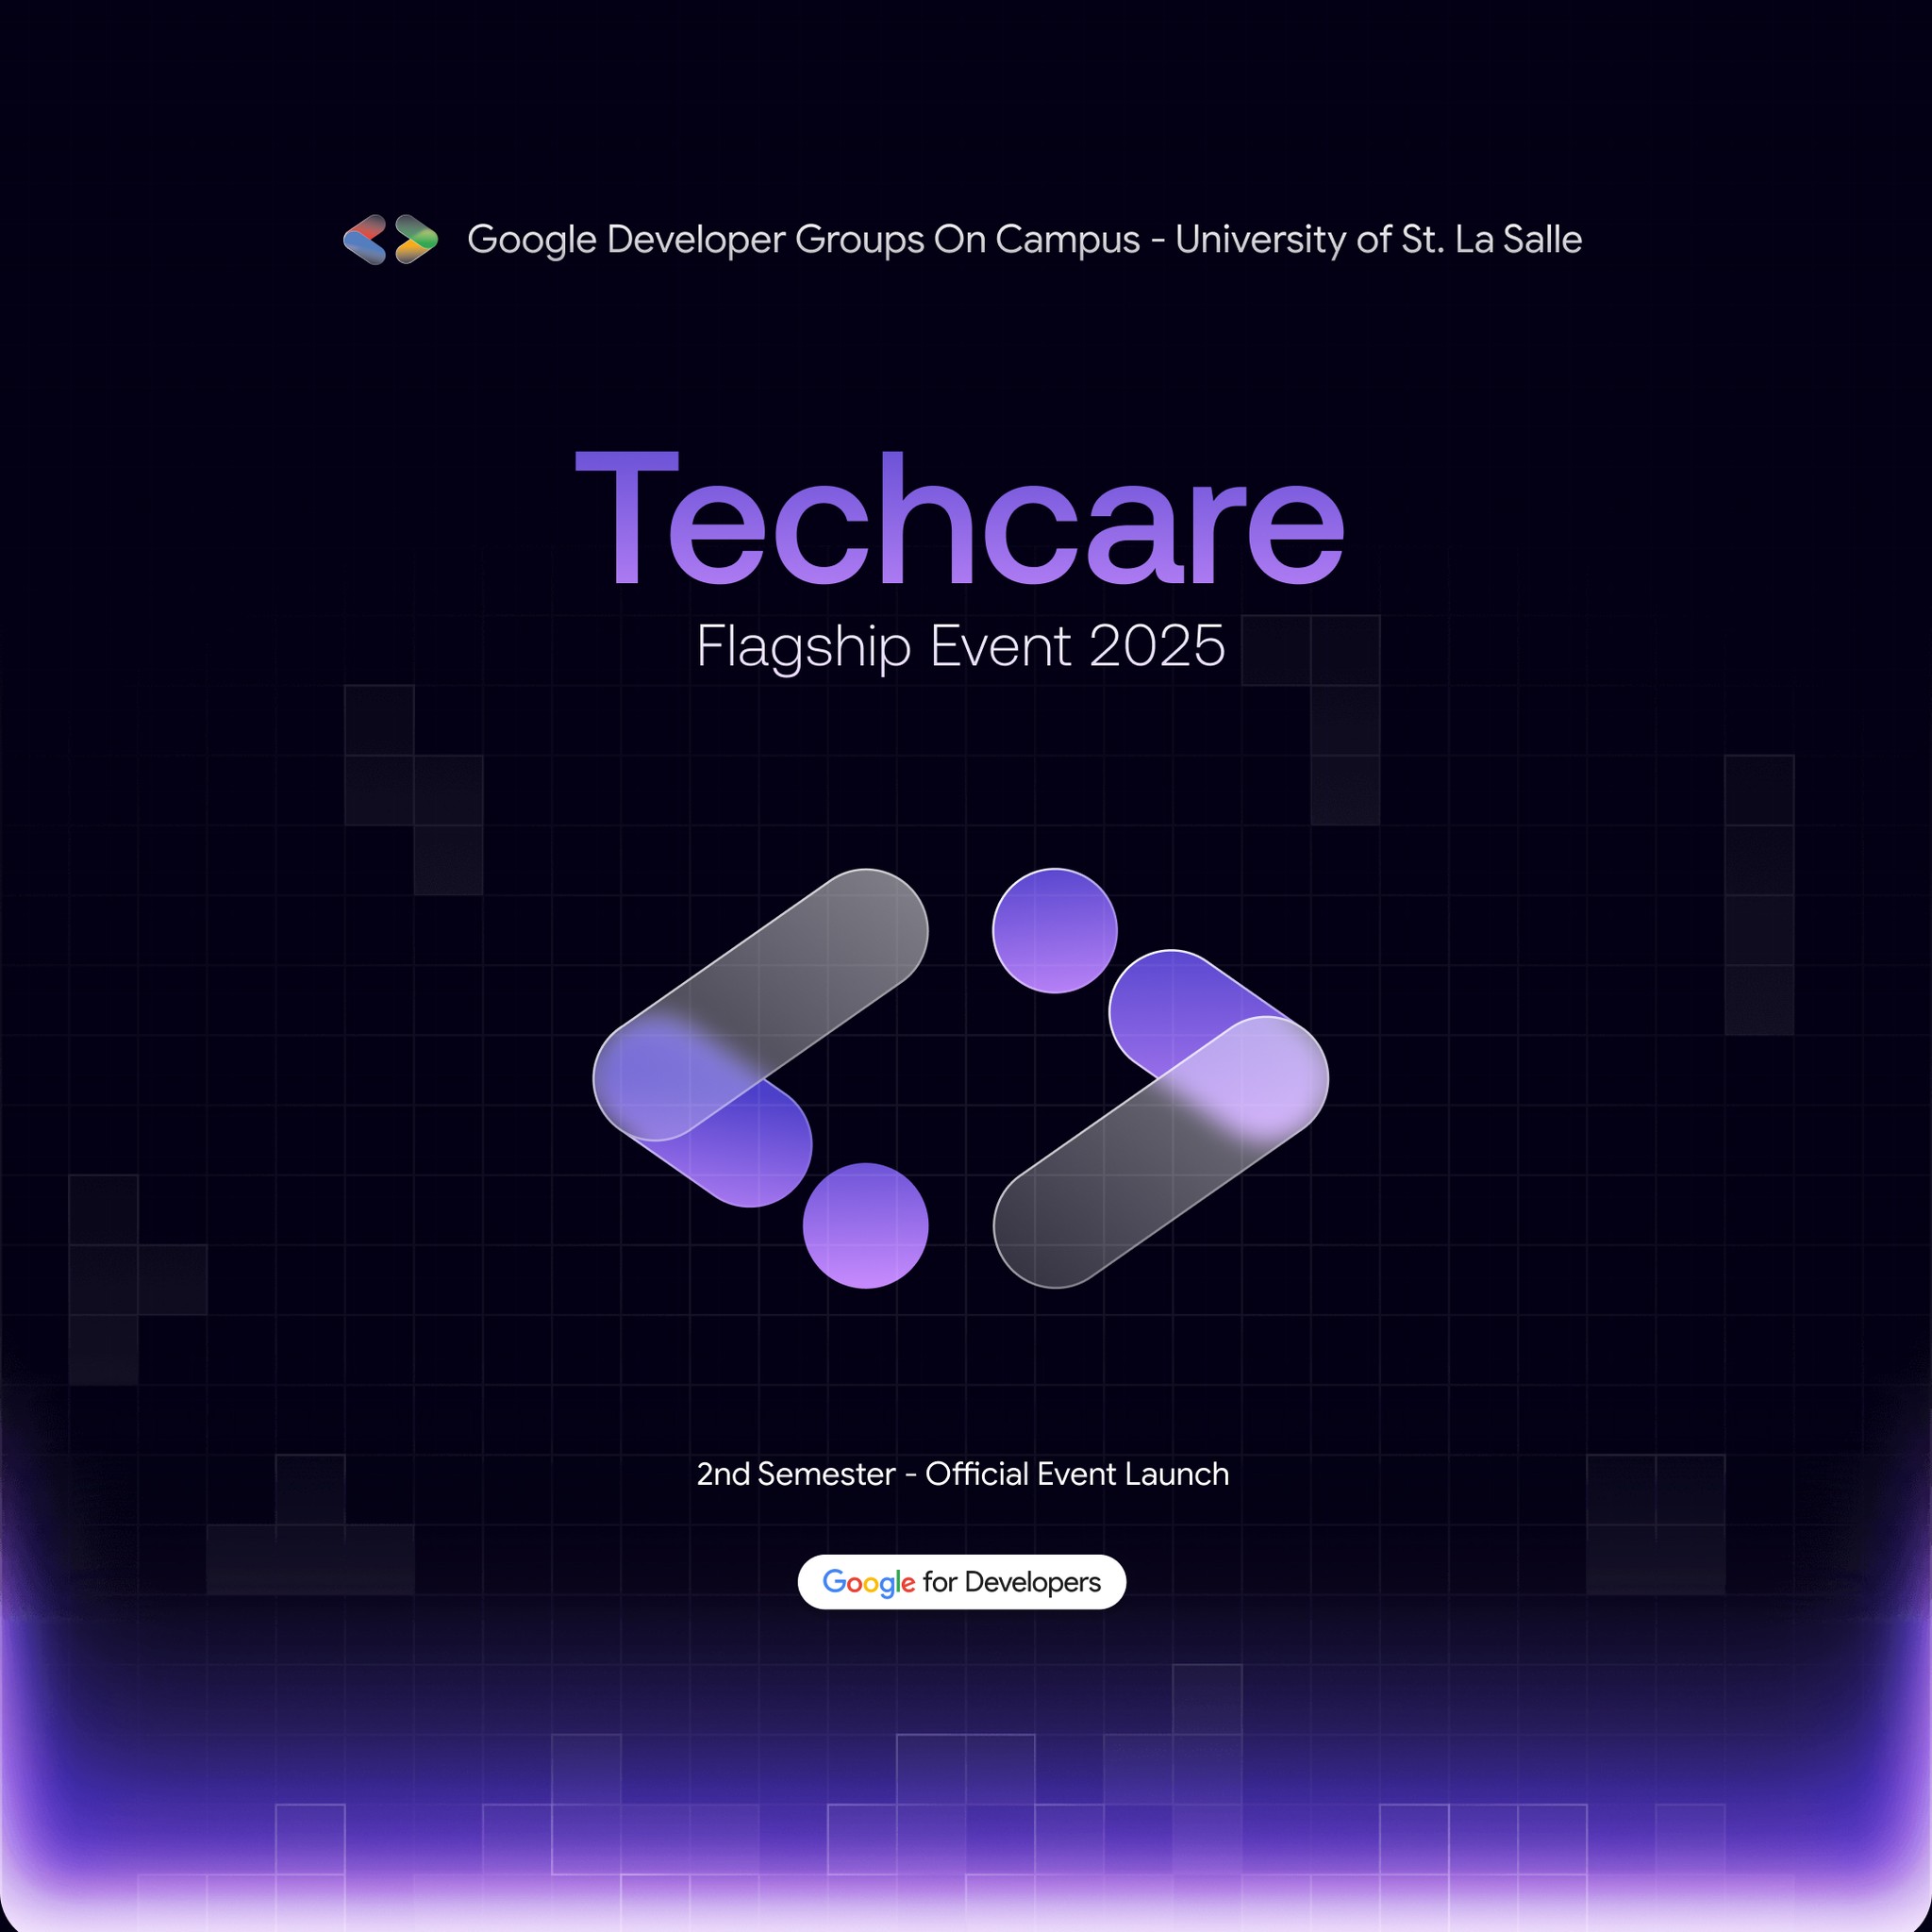 Google Developer Groups On Campus - University of St. La Salle
Techcare
Flagship Event 2025
2nd Semester - Official Event Launch
Google for Developers